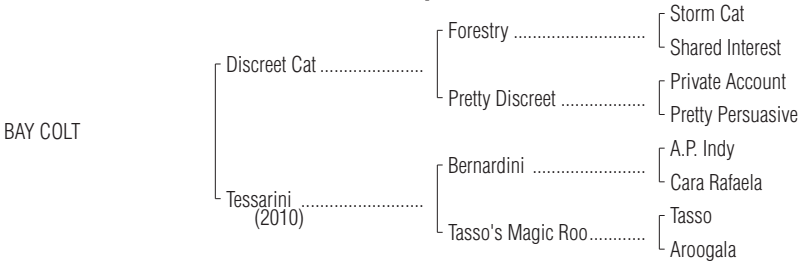 Storm Cat
Forestry ............................
Shared Interest
Discreet Cat ......................
Private Account
Pretty Discreet ..................
Pretty Persuasive
BAY COLT
A.P. Indy
Bernardini ........................
Cara Rafaela
Tessarini ..........................
(2010)
Tasso
Tasso's Magic Roo............
Aroogala